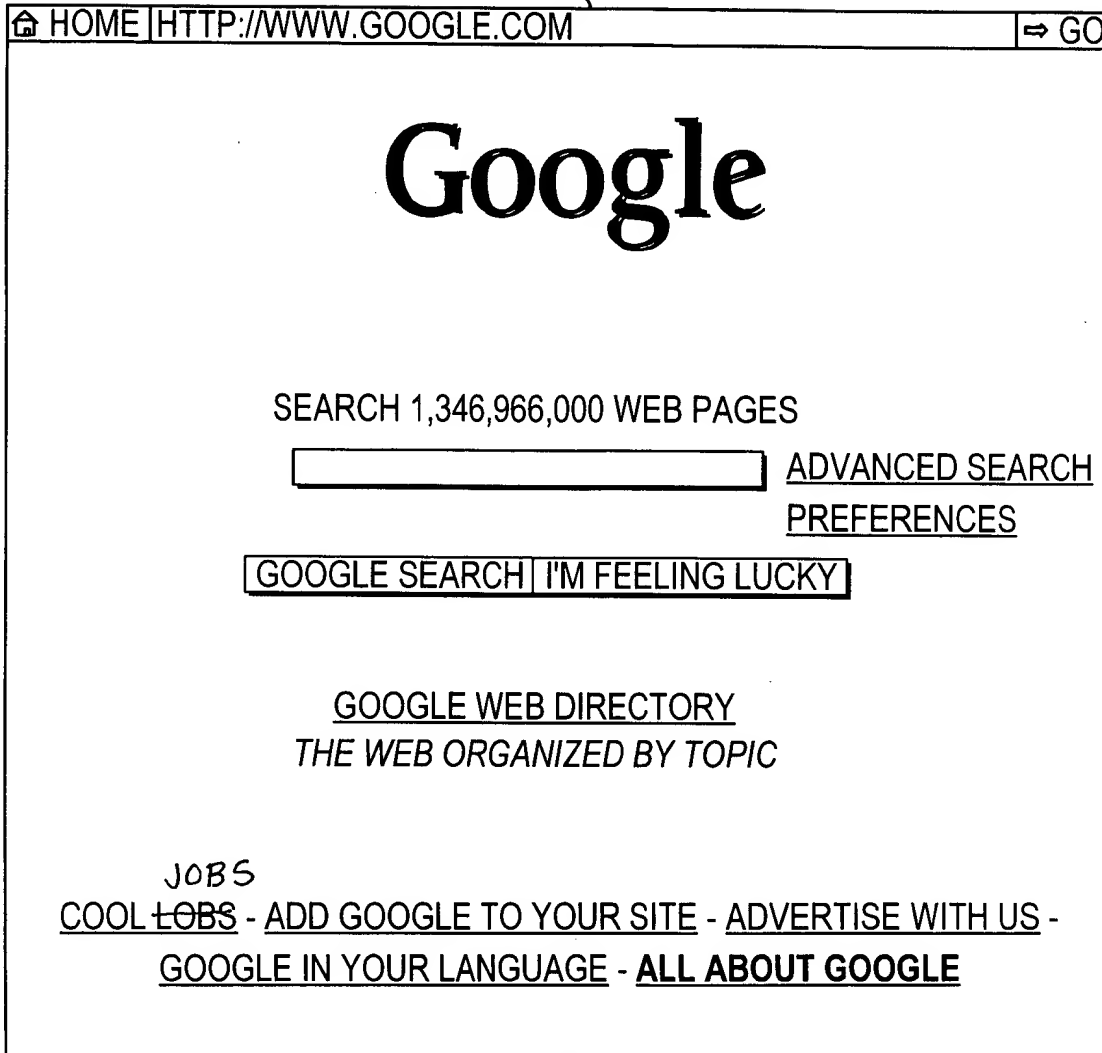 HOME HTTP://WWW.GOOGLE.COM ⇨ GO
Google
SEARCH 1,346,966,000 WEB PAGES
ADVANCED SEARCH
PREFERENCES
GOOGLE SEARCH I'M FEELING LUCKY
GOOGLE WEB DIRECTORY
THE WEB ORGANIZED BY TOPIC
JOBS
COOL LOBS - ADD GOOGLE TO YOUR SITE - ADVERTISE WITH US -
GOOGLE IN YOUR LANGUAGE - ALL ABOUT GOOGLE